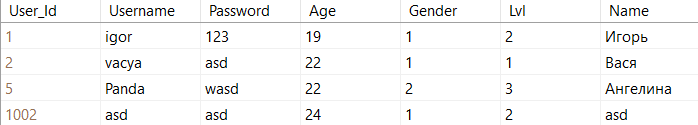 User_Id Username Password Age Gender Lvl Name
1 igor 123 19 1 2 Игорь
2 vacya asd 22 1 1 Вася
5 Panda wasd 22 2 3 Ангелина
1002 asd asd 24 1 2 asd